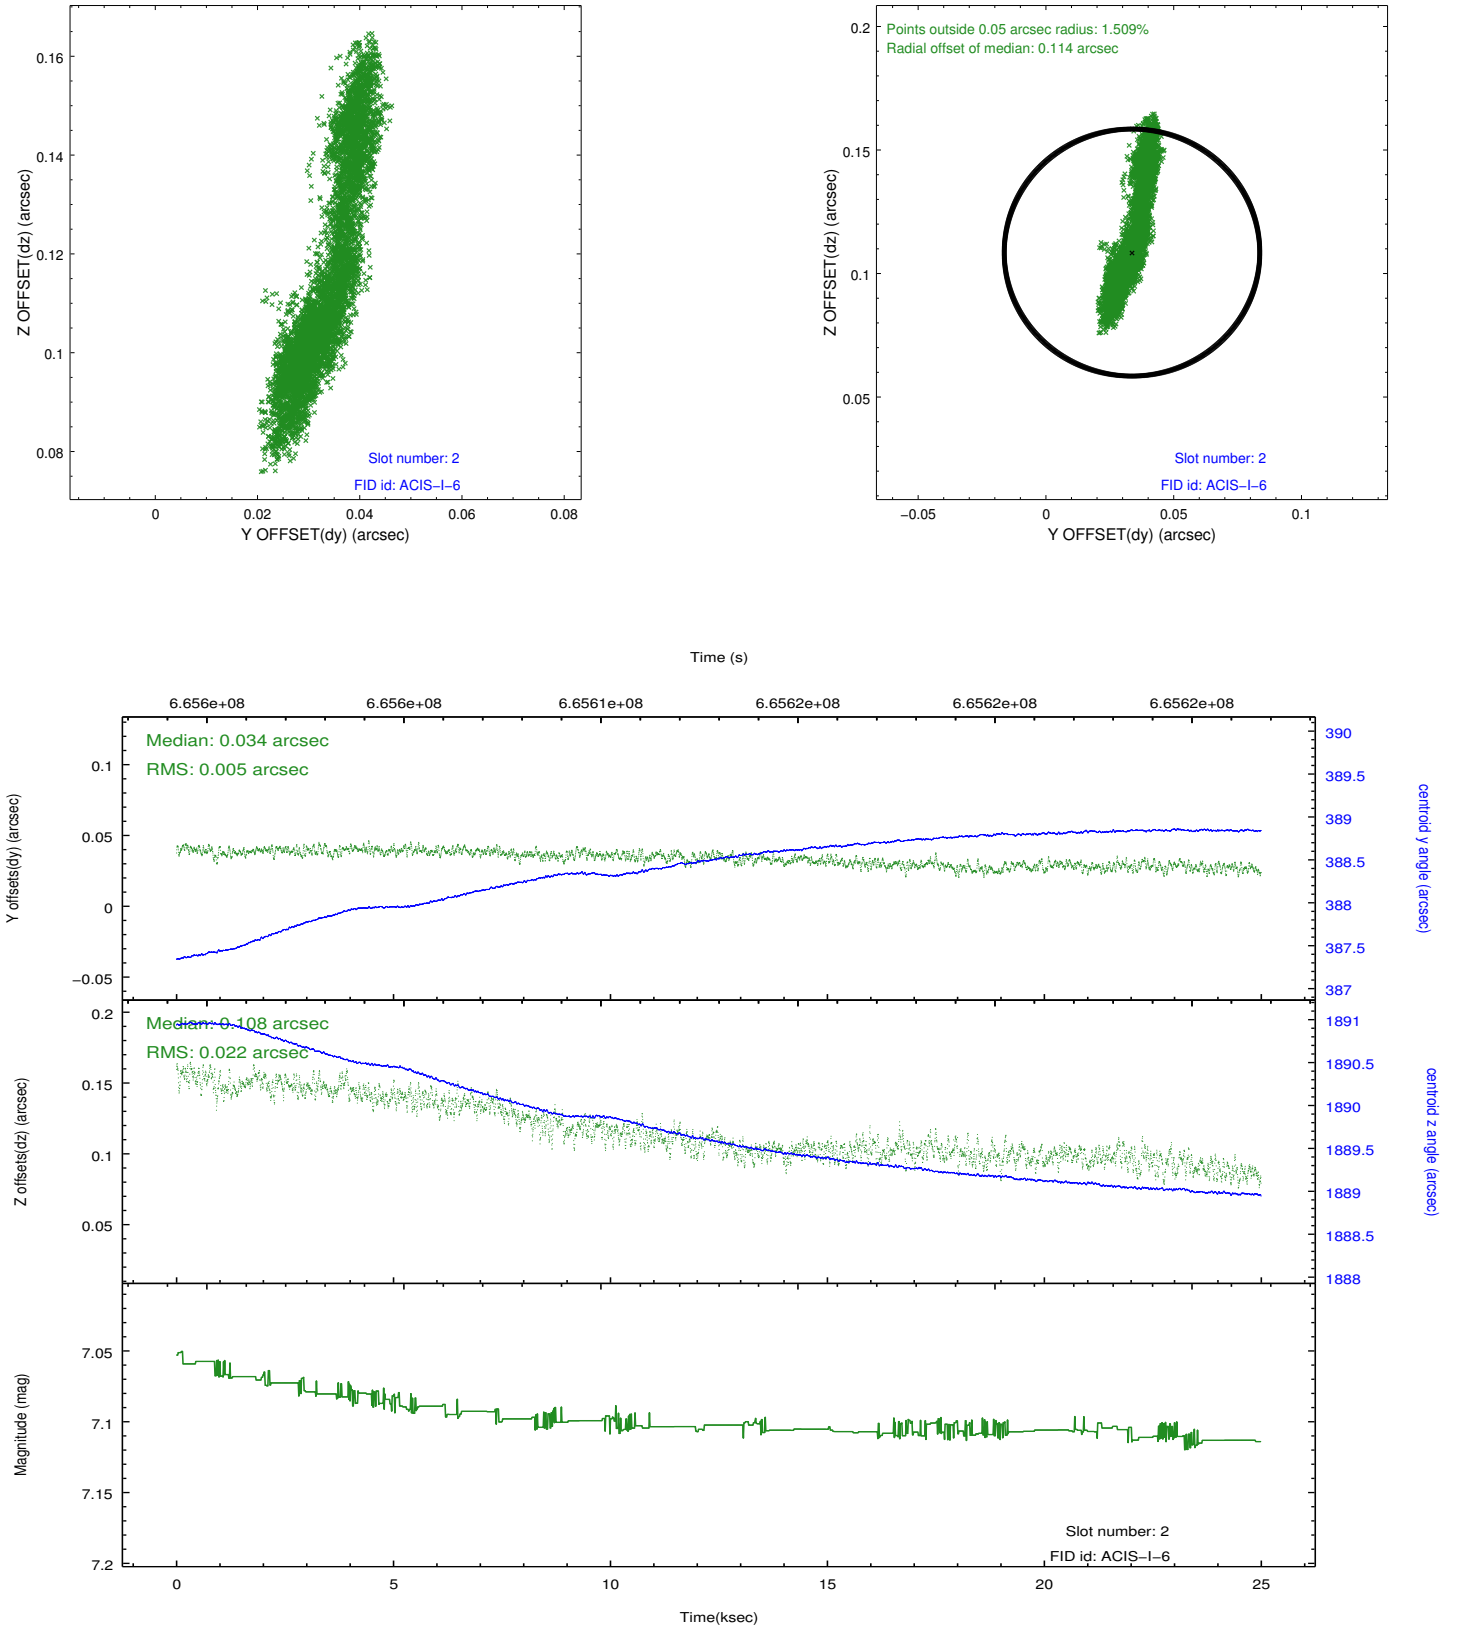 0.16
0.14
0.12
0.1
0.08
Z OFFSET(dz) (arcsec)
Slot number: 2
FID id: ACIS−I−6
0 0.02 0.04 0.06 0.08
Y OFFSET(dy) (arcsec)
Points outside 0.05 arcsec radius: 1.509%
Radial offset of median: 0.114 arcsec
0.2
0.15
0.1
0.05
Z OFFSET(dz) (arcsec)
Slot number: 2
FID id: ACIS−I−6
−0.05 0 0.05 0.1
Y OFFSET(dy) (arcsec)
Time (s)
6.656e+08 6.656e+08 6.6561e+08 6.6562e+08 6.6562e+08 6.6562e+08
Median: 0.034 arcsec
RMS: 0.005 arcsec
0.1
0.05
0
−0.05
Y offsets(dy) (arcsec)
390
389.5
389
388.5
388
387.5
387
centroid y angle (arcsec)
Median: 0.108 arcsec
RMS: 0.022 arcsec
0.2
0.15
0.1
0.05
Z offsets(dz) (arcsec)
1891
1890.5
1890
1889.5
1889
1888.5
1888
centroid z angle (arcsec)
7.05
7.1
7.15
7.2
Magnitude (mag)
Slot number: 2
FID id: ACIS−I−6
0 5 10 15 20 25
Time(ksec)